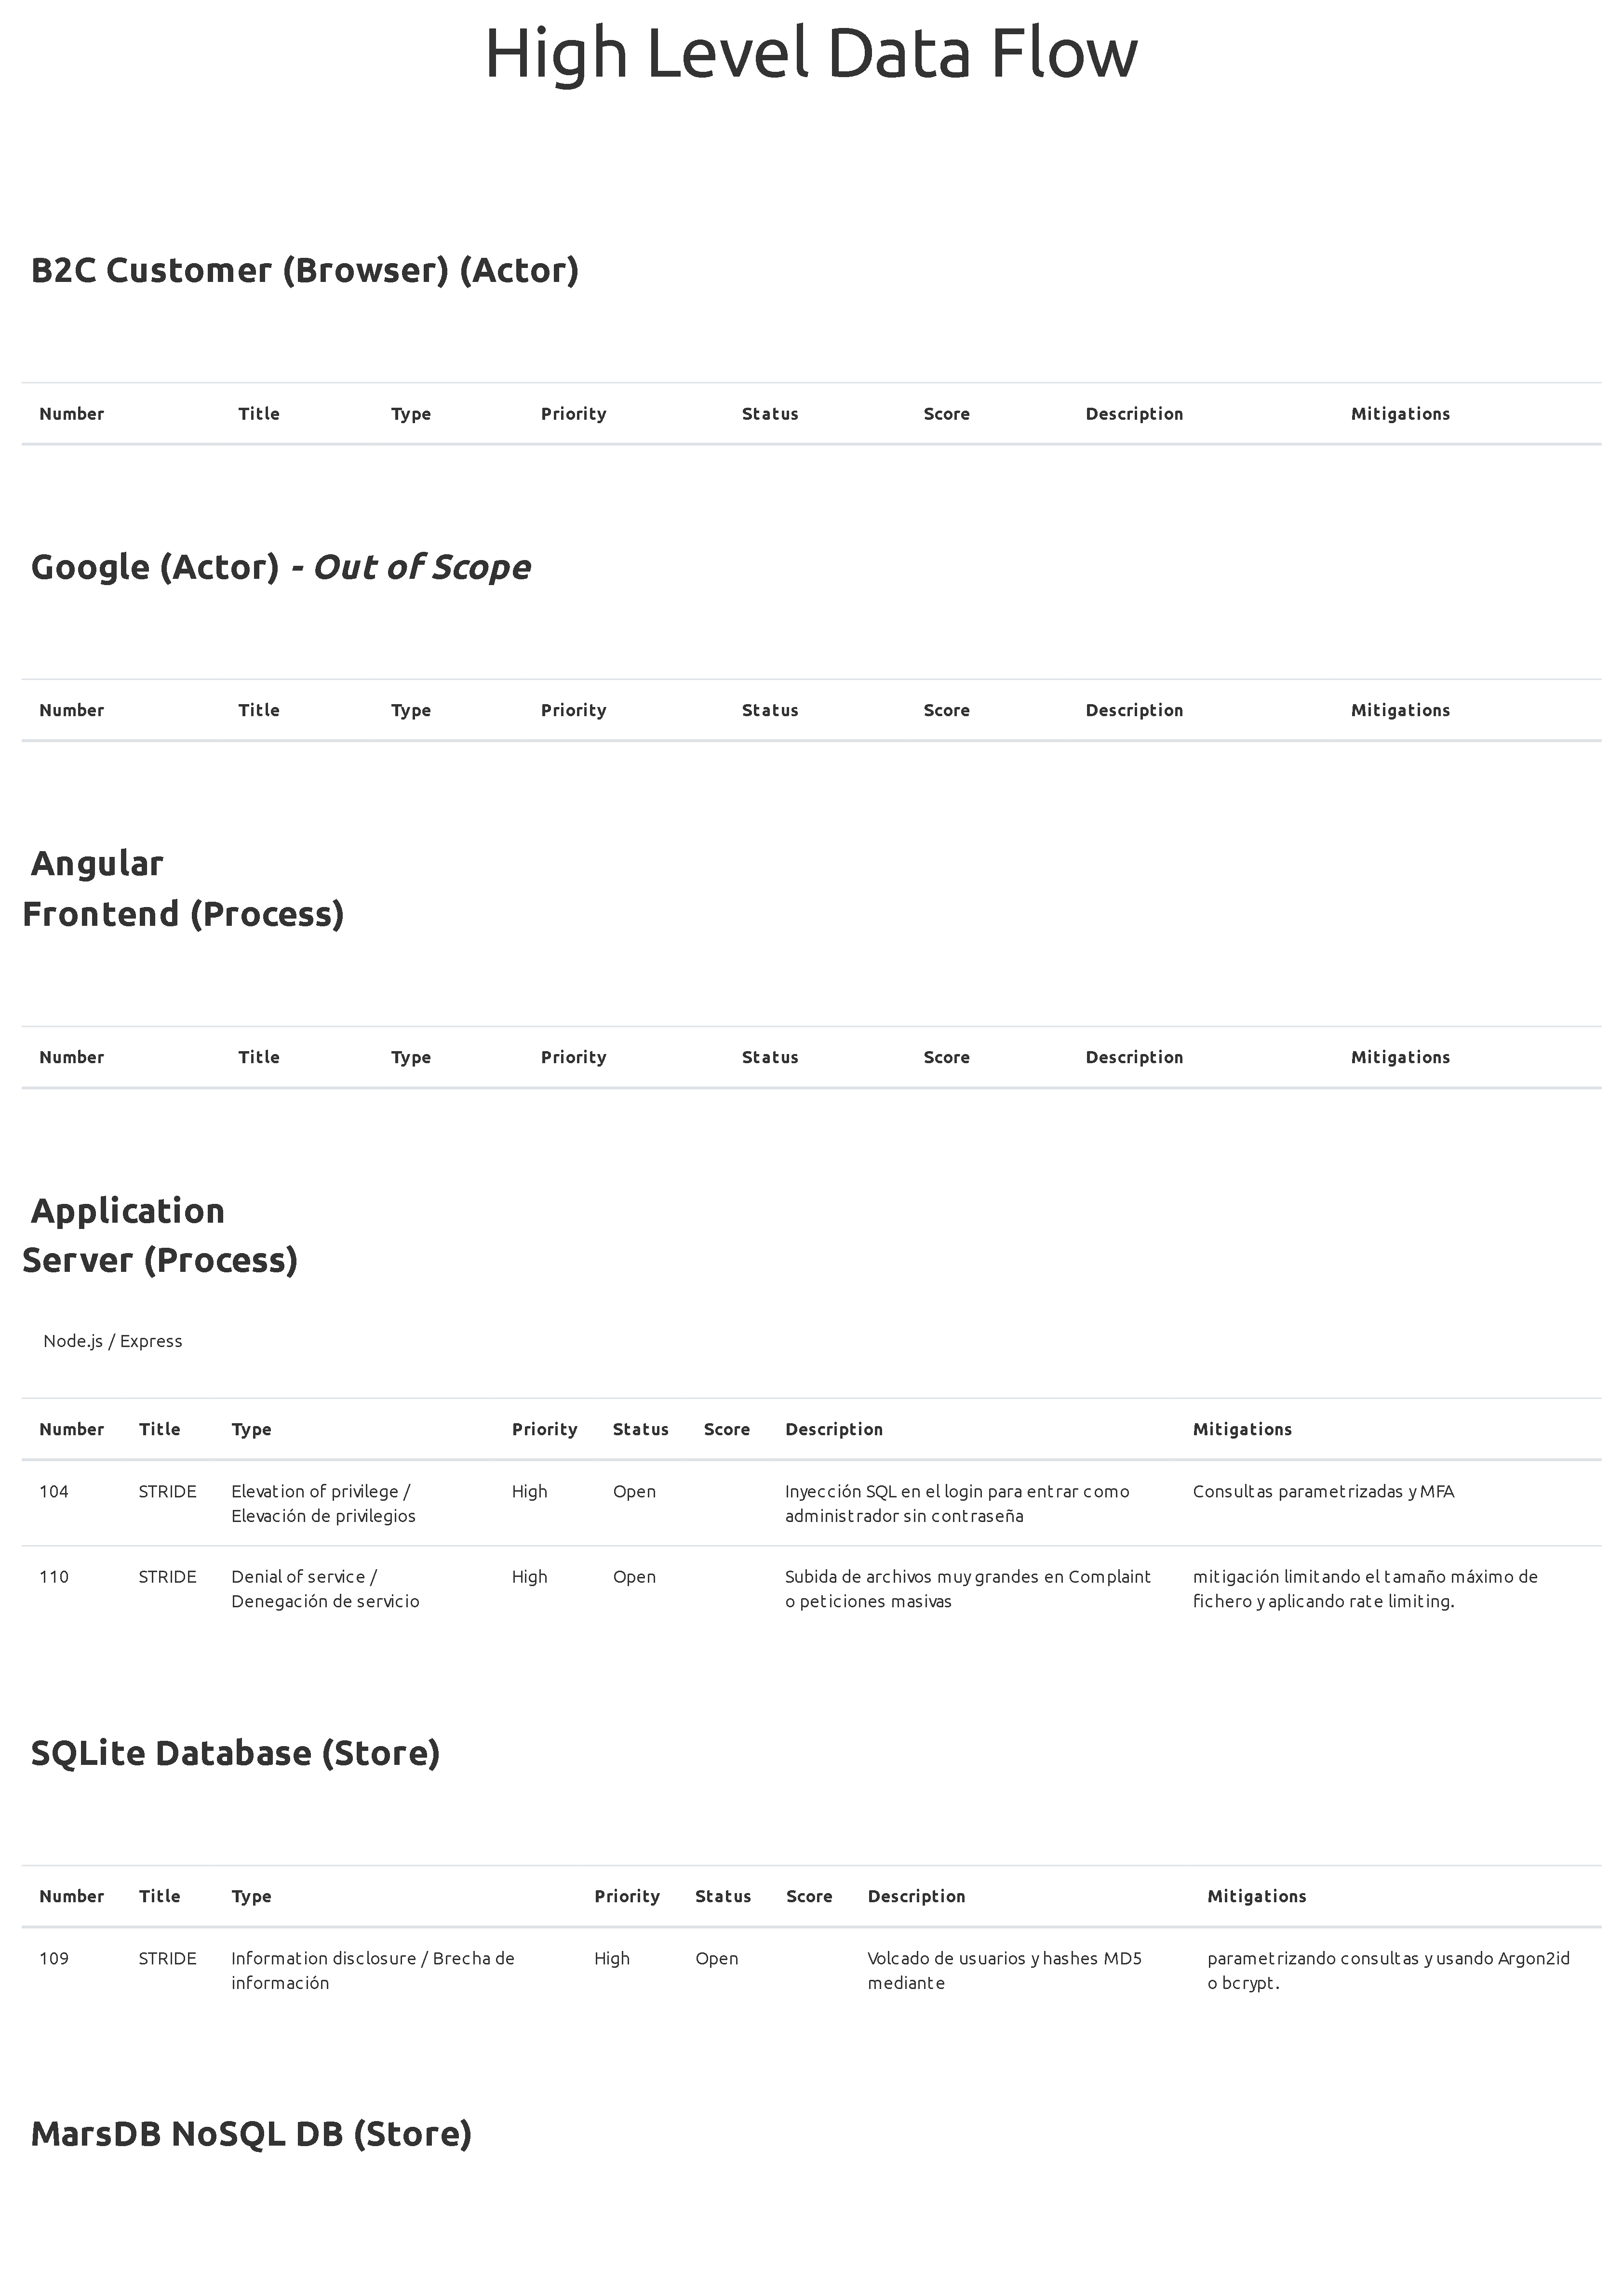 High Level Data Flow
B2C Customer (Browser) (Actor)
Number Title Type Priority Status Score Description Mitigations
Google (Actor) - Out of Scope
Number Title Type Priority Status Score Description Mitigations
Angular
Frontend (Process)
Number Title Type Priority Status Score Description Mitigations
Application
Server (Process)
Node.js / Express
Number Title Type Priority Status Score Description Mitigations
104 STRIDE Elevation of privilege / High Open Inyección SQL en el login para entrar como Consultas parametrizadas y MFA
Elevación de privilegios administrador sin contraseña
110 STRIDE Denial of service / High Open Subida de archivos muy grandes en Complaint mitigación limitando el tamaño máximo de
Denegación de servicio o peticiones masivas fichero y aplicando rate limiting.
SQLite Database (Store)
Number Title Type Priority Status Score Description Mitigations
109 STRIDE Information disclosure / Brecha de High Open Volcado de usuarios y hashes MD5 parametrizando consultas y usando Argon2id
información mediante o bcrypt.
MarsDB NoSQL DB (Store)